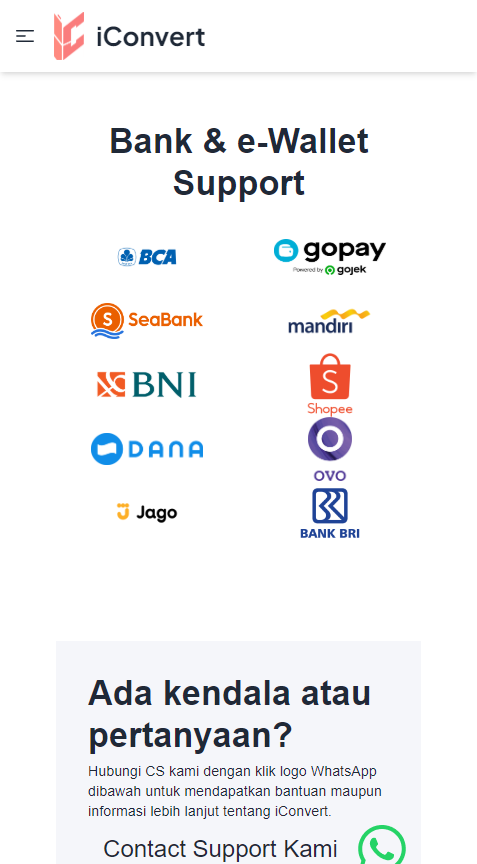 iConvert
Bank & e-Wallet
Support
BCA
gopay
Powered by gojek
S SeaBank
mandiri
BNI
S
Shopee
DANA
OVO
Jago
BANK BRI
Ada kendala atau
pertanyaan?
Hubungi CS kami dengan klik logo WhatsApp
dibawah untuk mendapatkan bantuan maupun
informasi lebih lanjut tentang iConvert.
Contact Support Kami